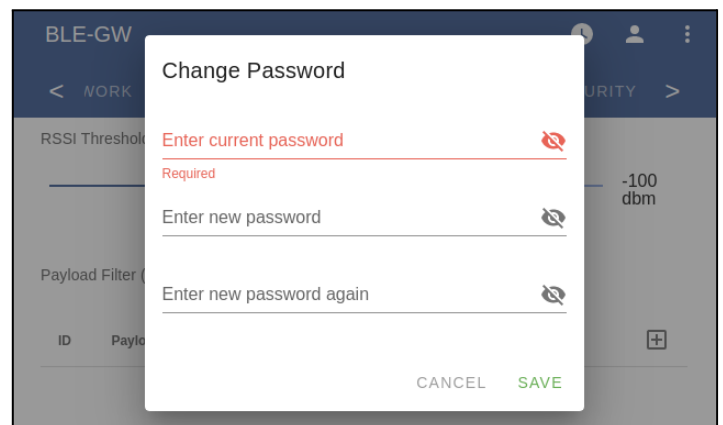 BLE-GW
Change Password
< WORK
URITY >
RSSI Threshold
Enter current password
Required
-100
dbm
Enter new password
Payload Filter (
Enter new password again
ID Paylo
CANCEL SAVE